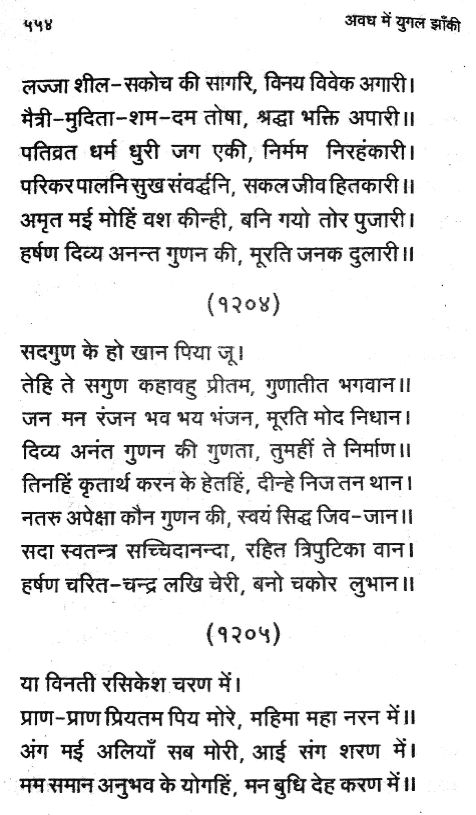 ५५४
अवध में युगल झाँकी
लज्जा शील-सकोच की सागरि, विनय विवेक अगारी।
मैत्री-मुदिता-शम-दम तोषा, श्रद्धा भक्ति अपारी॥
पतिव्रत धर्म धुरी जग एकी, निर्मम निरहंकारी।
परिकर पालनि सुख संवर्द्धनि, सकल जीव हितकारी॥
अमृत मई मोहिं वश कीन्ही, बनि गयो तोर पुजारी।
हर्षण दिव्य अनन्त गुणन की, मूरति जनक दुलारी॥
(१२०४)
सदगुण के हो खान पिया जू।
तेहि ते सगुण कहावहु प्रीतम, गुणातीत भगवान॥
जन मन रंजन भव भय भंजन, मूरति मोद निधान।
दिव्य अनंत गुणन की गुणता, तुमहीं ते निर्माण॥
तिनहिं कृतार्थ करन के हेतहिं, दीन्हे निज तन थान।
नतरु अपेक्षा कौन गुणन की, स्वयं सिद्ध जिव-जान॥
सदा स्वतन्त्र सच्चिदानन्दा, रहित त्रिपुटिका वान।
हर्षण चरित-चन्द्र लखि चेरी, बनो चकोर लुभान॥
(१२०५)
या विनती रसिकेश चरण में।
प्राण-प्राण प्रियतम पिय मोरे, महिमा महा नरन में॥
अंग मई अलियाँ सब मोरी, आई संग शरण में।
मम समान अनुभव के योगहिं, मन बुधि देह करण में॥